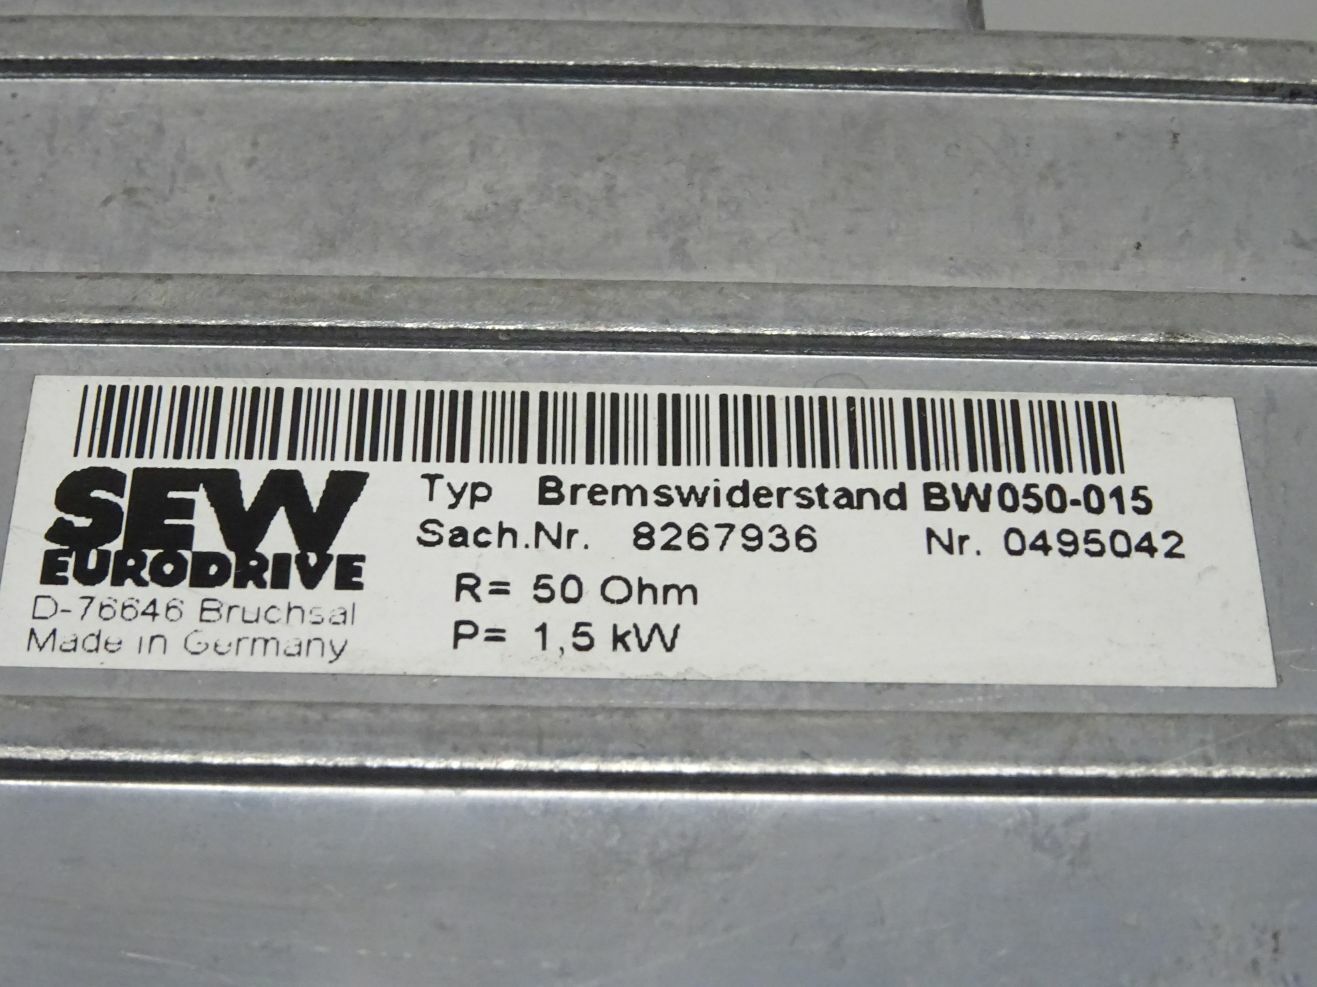 SEW
EURODRIVE
D-76646 Bruchsal
Made in Germany
Typ Bremswiderstand BW050-015
Sach.Nr. 8267936 Nr. 0495042
R= 50 Ohm
P= 1,5 kW